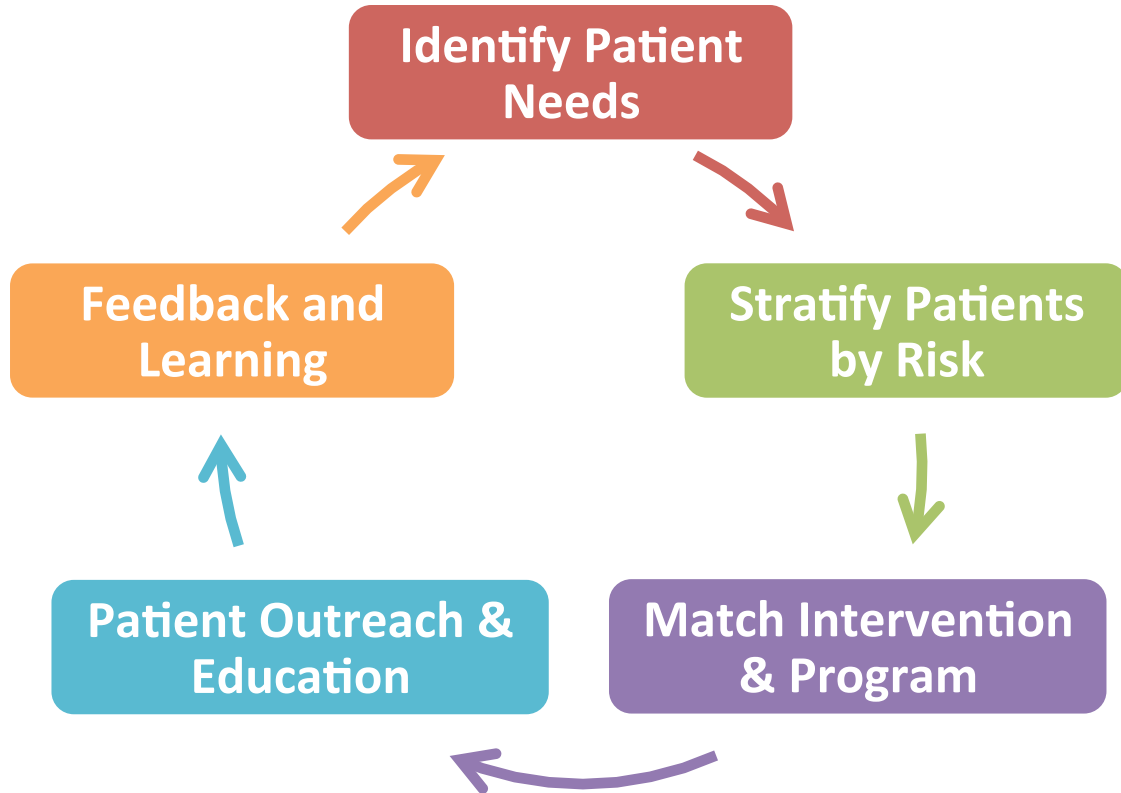 Identify Patient
Needs
Stratify Patients
by Risk
Match Intervention
& Program
Patient Outreach &
Education
Feedback and
Learning